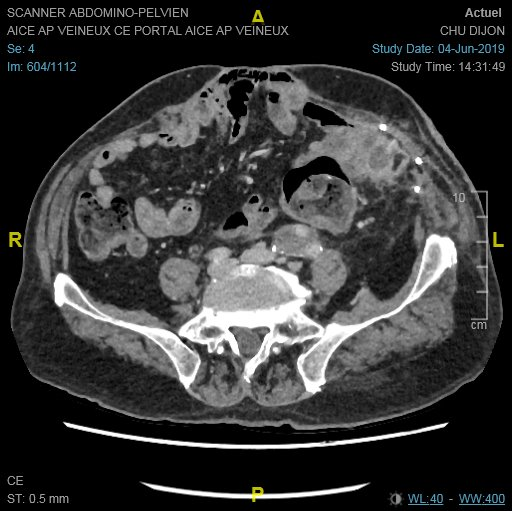 SCANNER ABDOMINO-PELVIEN
AICE AP VEINEUX CE PORTAL AICE AP VEINEUX
Se: 4
Im: 604/1112
A
Actuel
CHU DIJON
Study Date: 04-Jun-2019
Study Time: 14:31:49
10
R
L
cm
CE
ST: 0.5 mm
P
WL:40 - WW:400